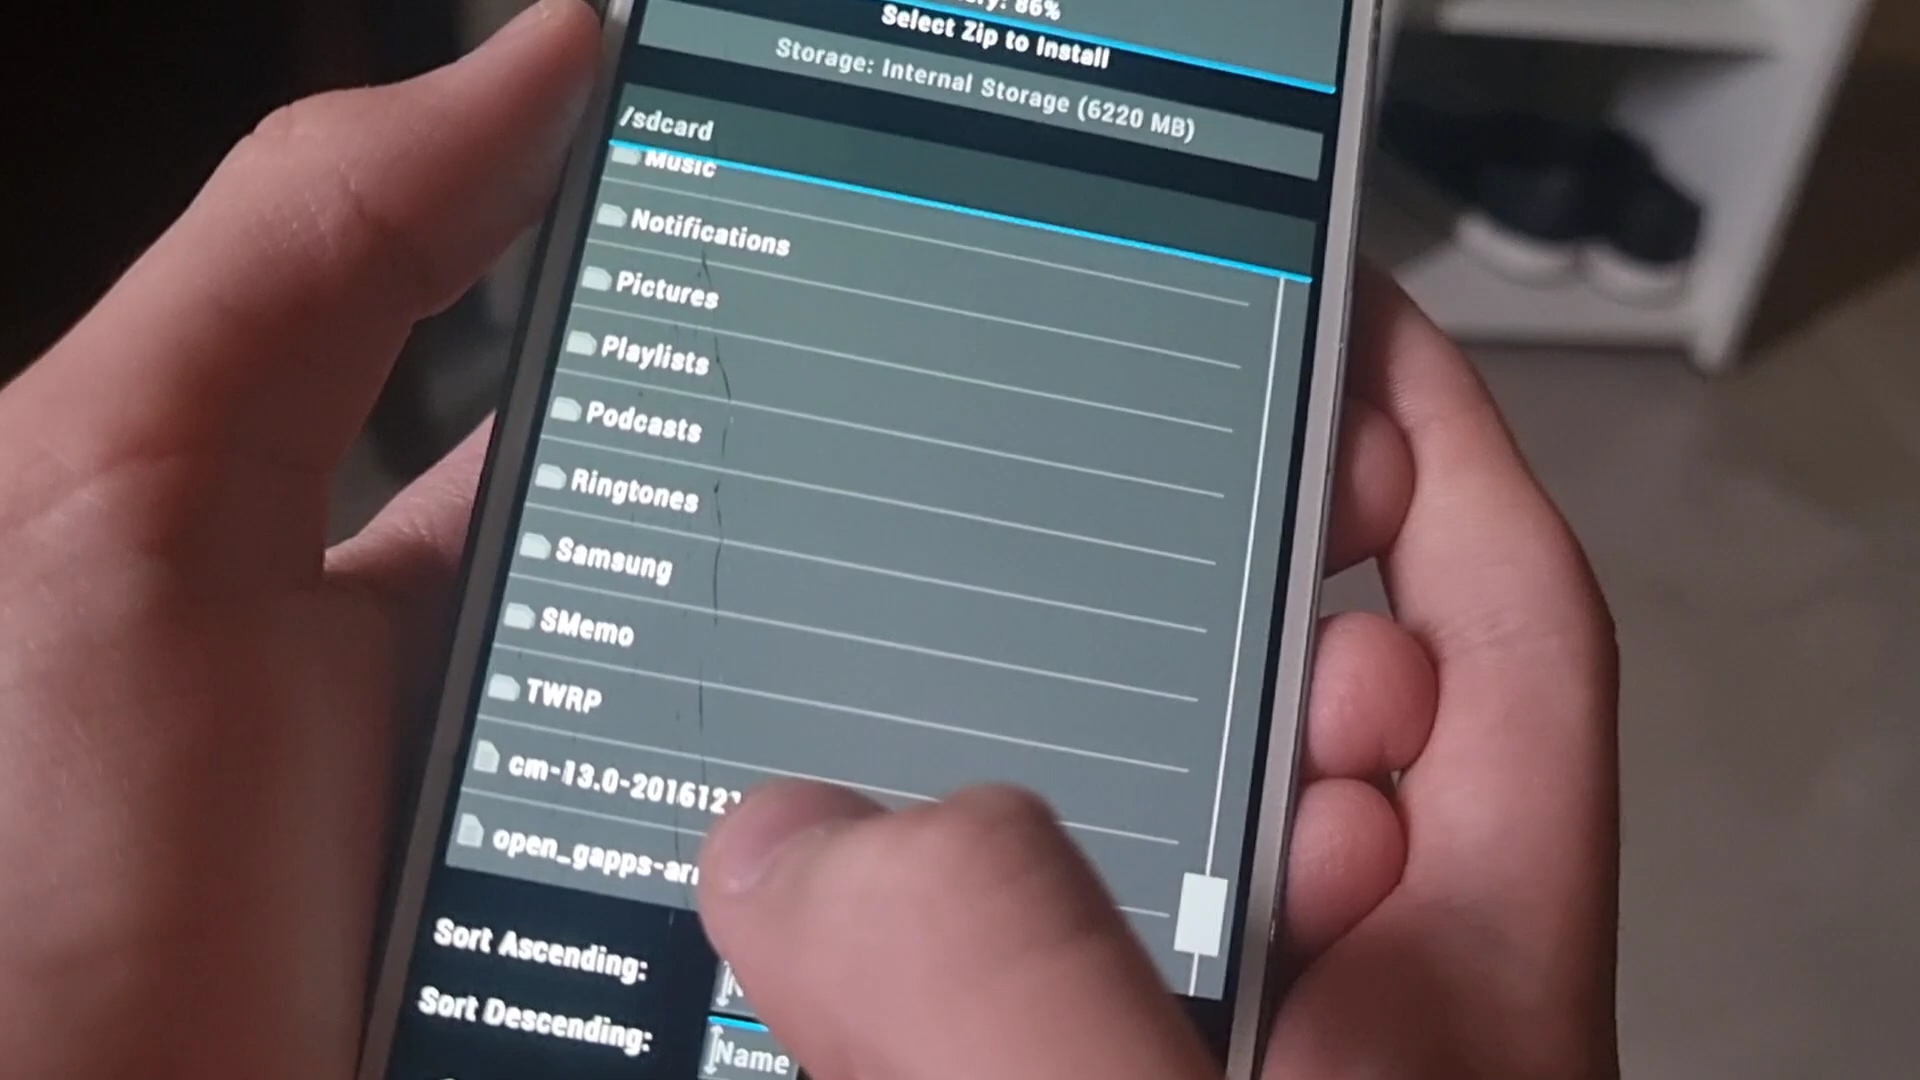 86%
Select Zip to Install
Storage: Internal Storage (6220 MB)
/sdcard
Music
Notifications
Pictures
Playlists
Podcasts
Ringtones
Samsung
SMemo
TWRP
cm-13.0-201612
open_gapps-ar
Sort Ascending:
Sort Descending:
Name